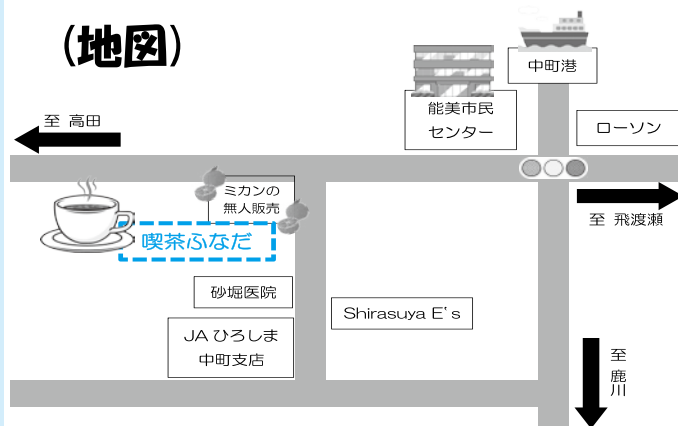 (地図)
中町港
能美市民
センター
ローソン
至 高田
ミカンの
無人販売
至 飛渡瀬
喫茶ふなだ
砂堀医院
Shirasuya E‘s
JA ひろしま
中町支店
至 鹿川